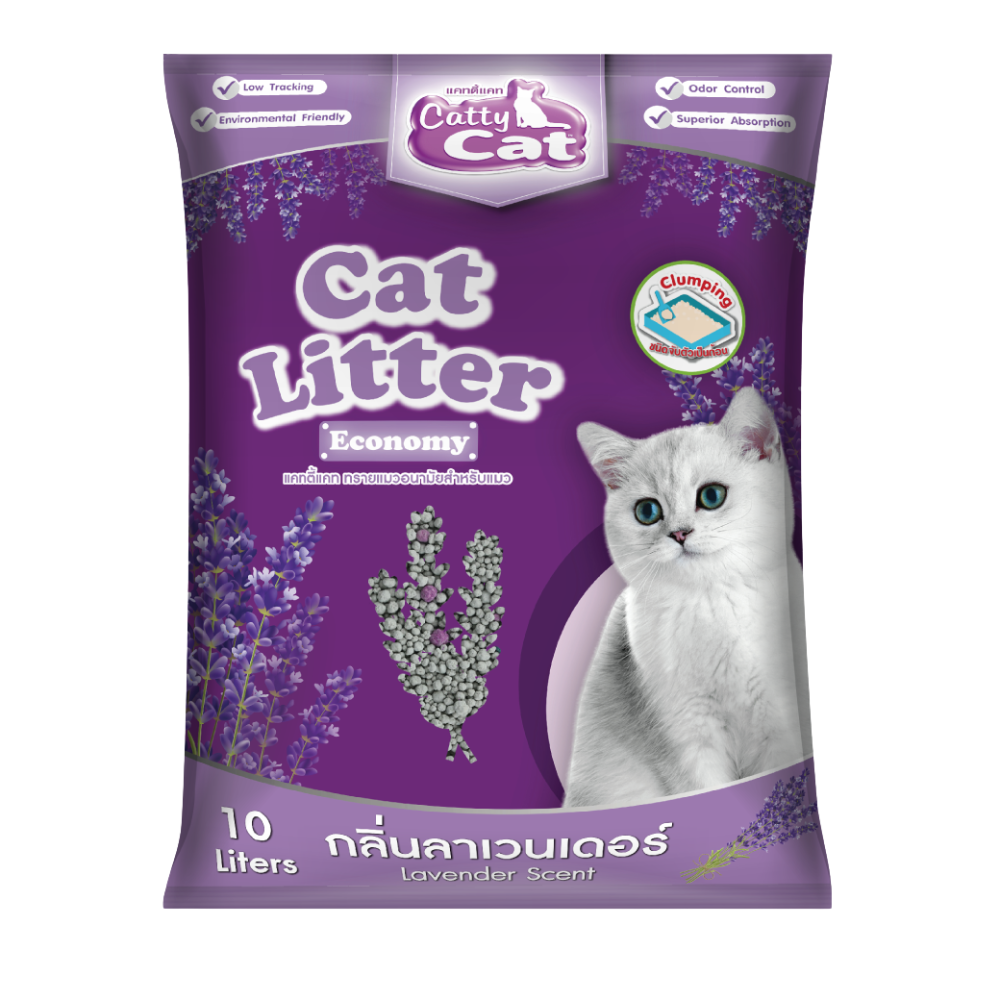 Low Tracking
Environmental Friendly
แคทตี้แคท
Catty
Cat
Odor Control
Superior Absorption
Cat
Litter
Economy
แคทตี้แคท ทรายแมวอนามัยสำหรับแมว
Clumping
ชนิดจับตัวเป็นก้อน
10
Liters
กลิ่นลาเวนเดอร์
Lavender Scent